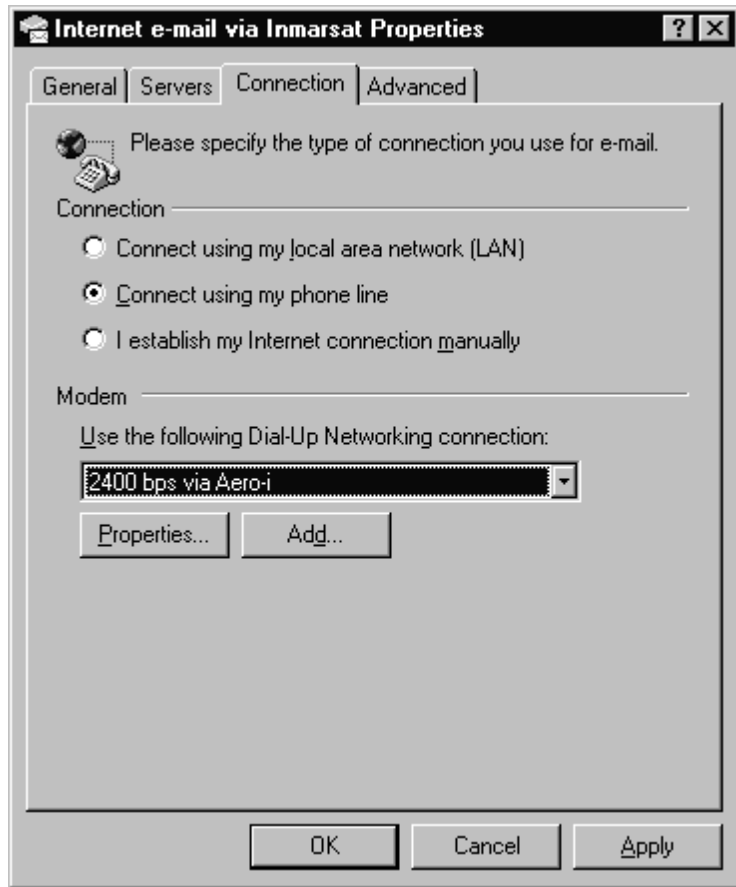 Internet e-mail via Inmarsat Properties
General Servers Connection Advanced
Please specify the type of connection you use for e-mail.
Connection
Connect using my local area network (LAN)
Connect using my phone line
I establish my Internet connection manually
Modem
Use the following Dial-Up Networking connection:
2400 bps via Aero-i
Properties... Add...
OK Cancel Apply